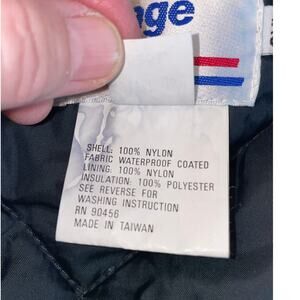 nge
SHELL: 100% NYLON
FABRIC WATERPROOF COATED
LINING: 100% NYLON
INSULATION: 100% POLYESTER
SEE REVERSE FOR
WASHING INSTRUCTION
RN 90456
MADE IN TAIWAN